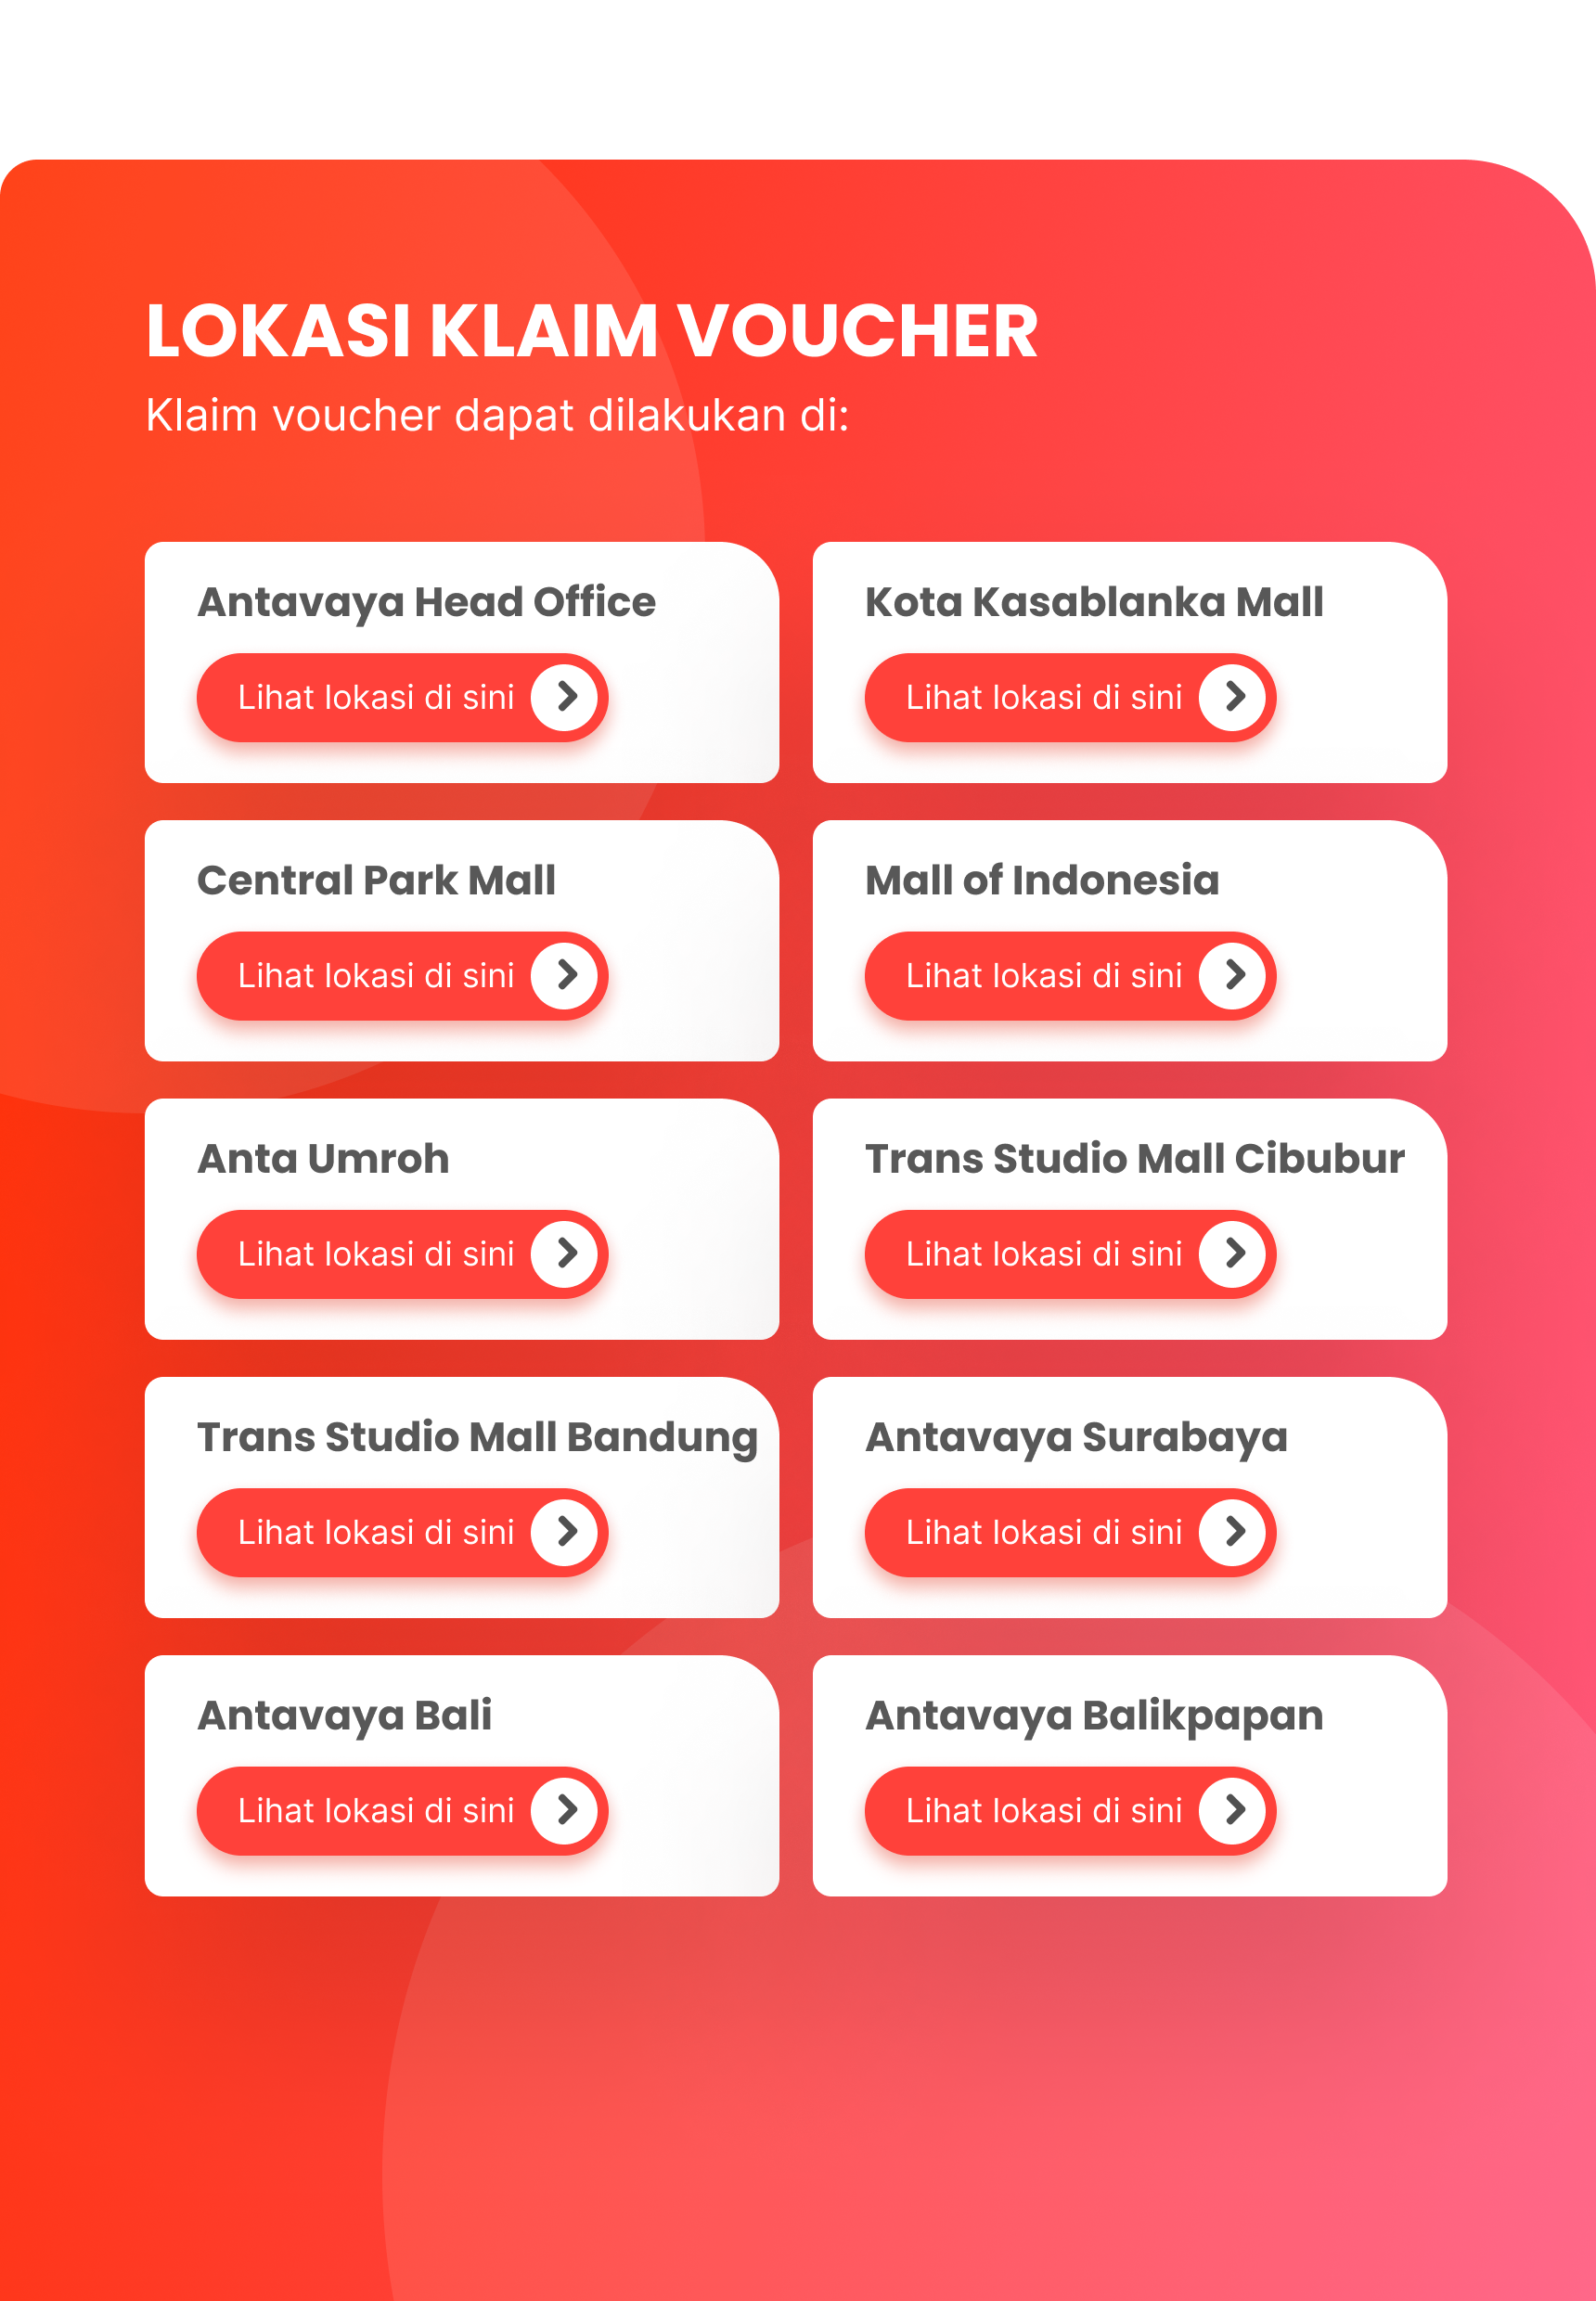 LOKASI KLAIM VOUCHER
Klaim voucher dapat dilakukan di:
Antavaya Head Office
Lihat lokasi di sini
Kota Kasablanka Mall
Lihat lokasi di sini
Central Park Mall
Lihat lokasi di sini
Mall of Indonesia
Lihat lokasi di sini
Anta Umroh
Lihat lokasi di sini
Trans Studio Mall Cibubur
Lihat lokasi di sini
Trans Studio Mall Bandung
Lihat lokasi di sini
Antavaya Surabaya
Lihat lokasi di sini
Antavaya Bali
Lihat lokasi di sini
Antavaya Balikpapan
Lihat lokasi di sini